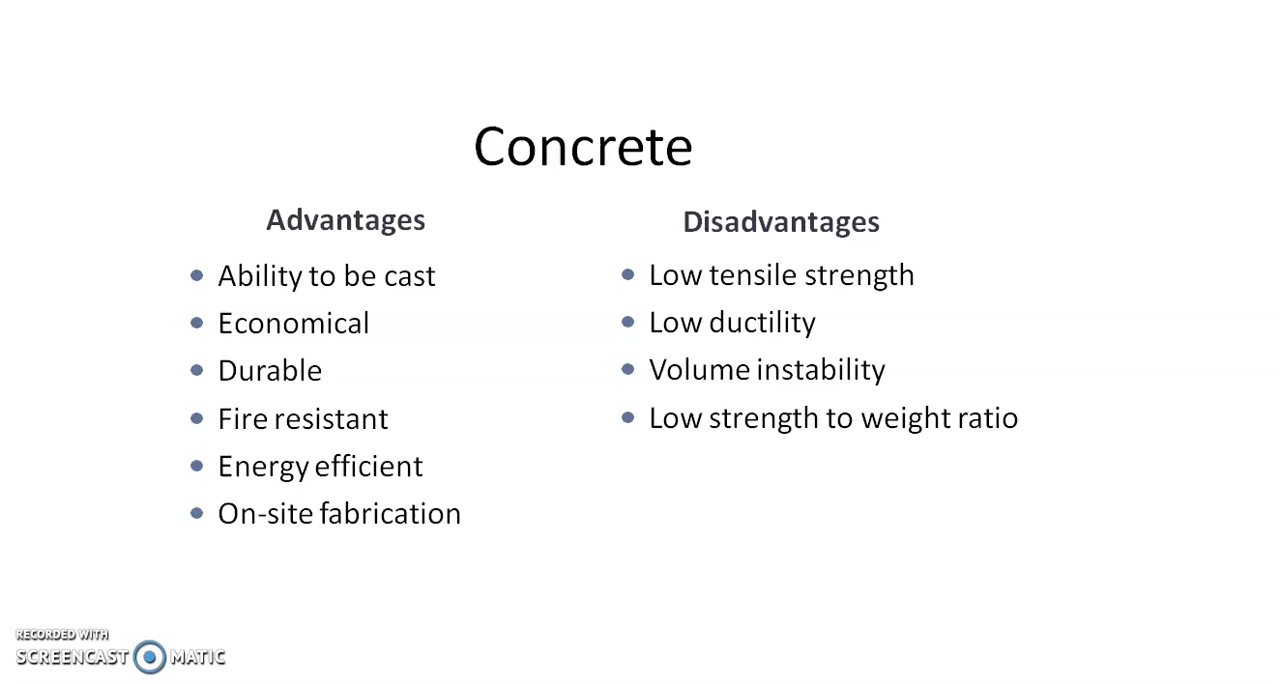 Concrete
Advantages
Ability to be cast
Economical
Durable
Fire resistant
Energy efficient
On-site fabrication
Disadvantages
Low tensile strength
Low ductility
Volume instability
Low strength to weight ratio
RECORDED WITH
SCREENCAST MATIC